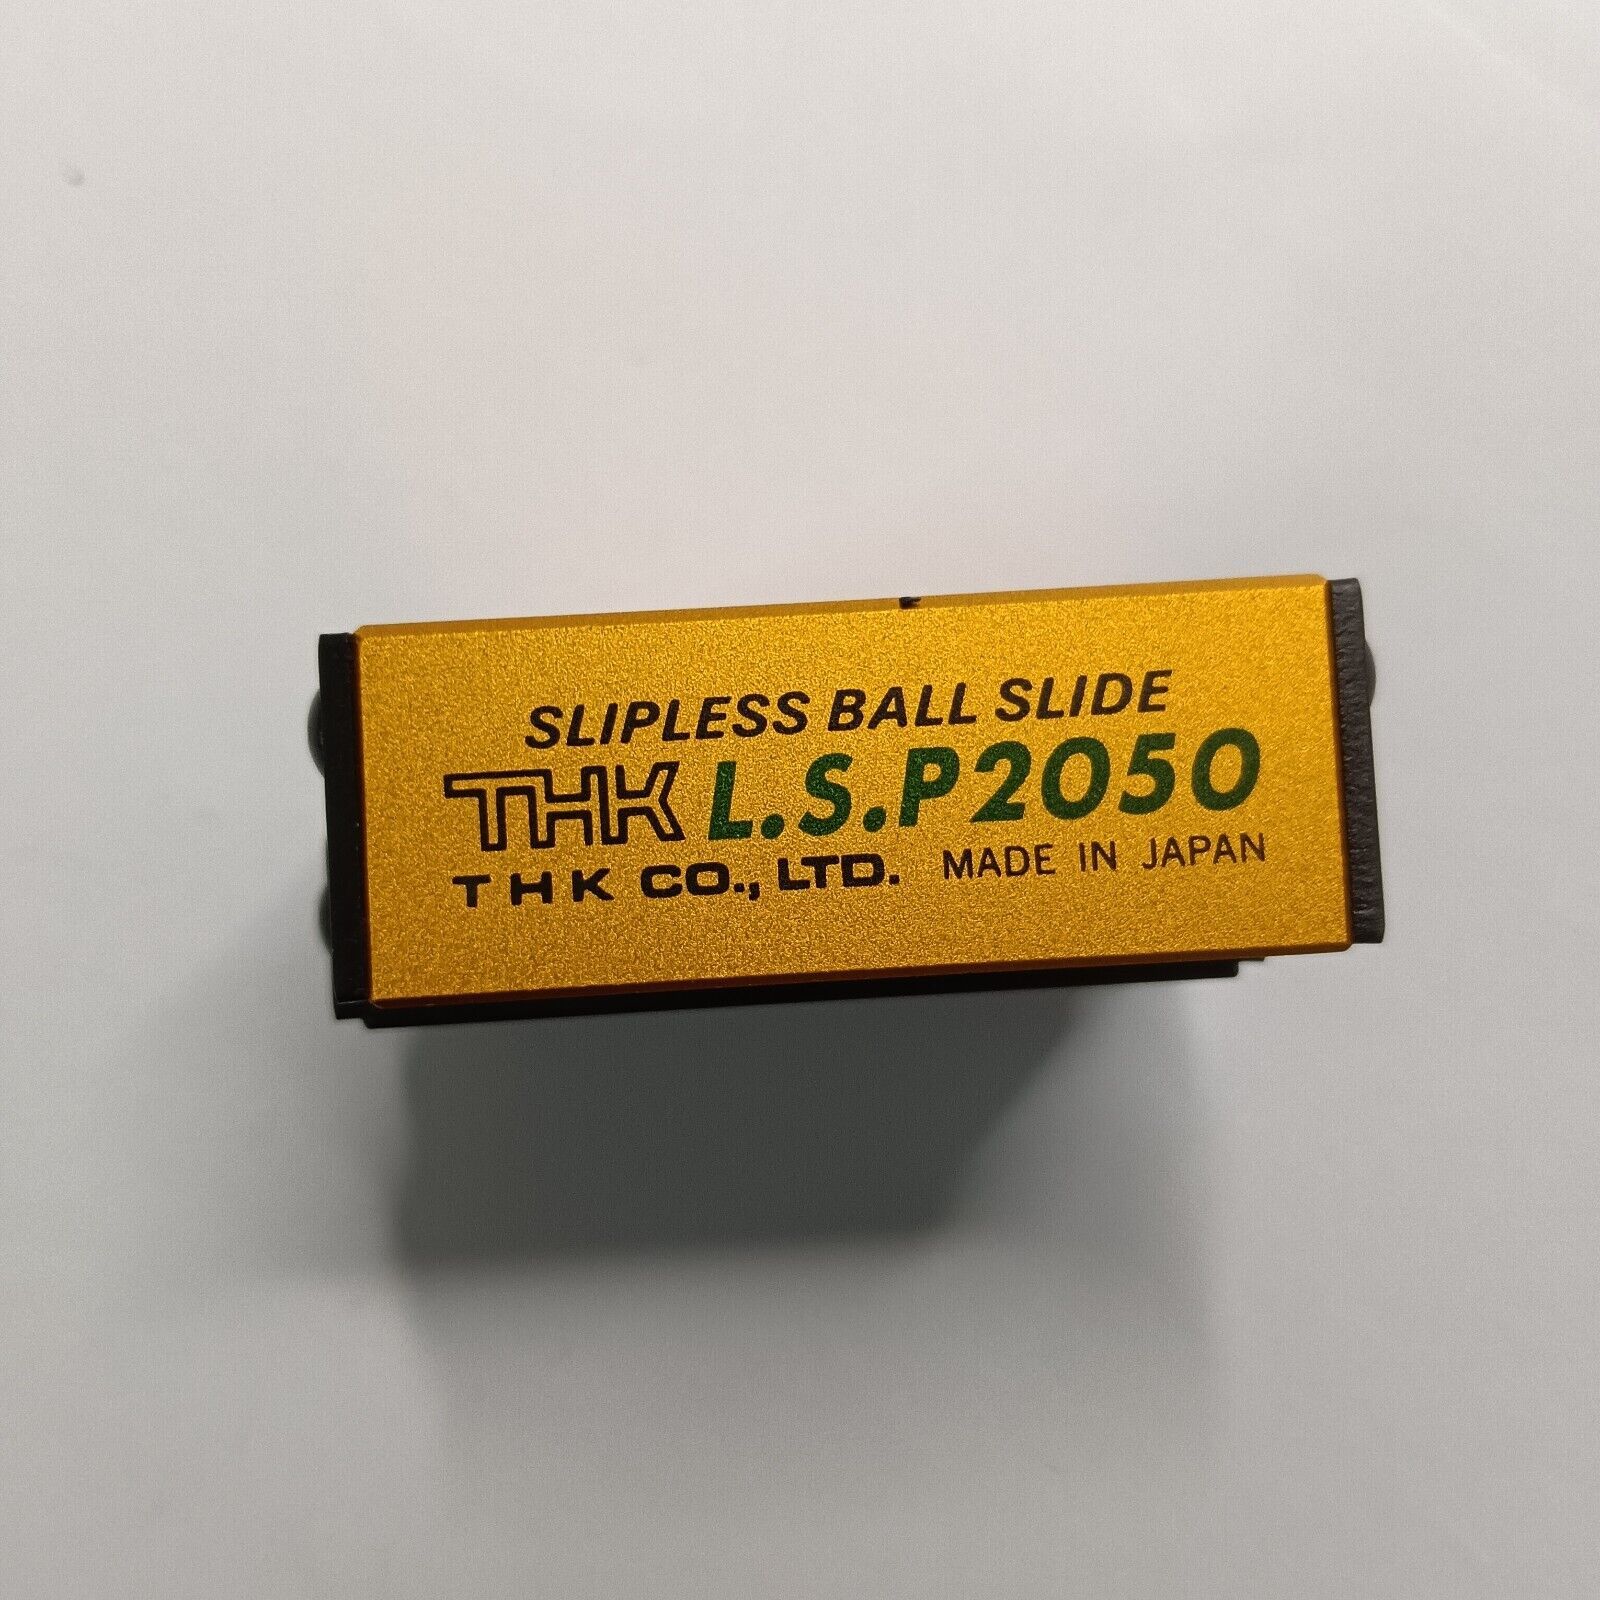 SLIPLESS BALL SLIDE
THK L.S.P2050
THK CO., LTD. MADE IN JAPAN